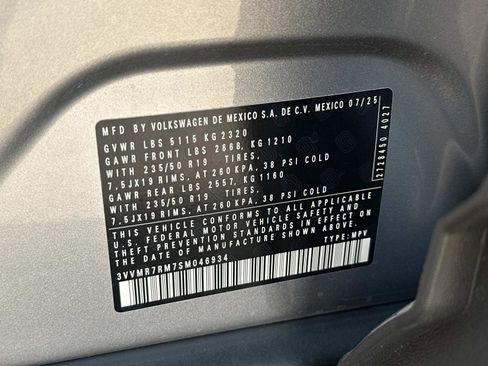 MFD BY VOLKSWAGEN DE MEXICO S.A. DE C.V. MEXICO 07/25
GVWR LBS 5115 KG 2320
GAWR FRONT LBS 2668, KG 1210
WITH 235/50 R19 TIRES,
7,5JX19 RIMS, AT 260 KPA, 38 PSI COLD
GAWR REAR LBS 2557, KG 1160
WITH 235/50 R19 TIRES,
7,5JX19 RIMS, AT 260 KPA, 38 PSI COLD
THIS VEHICLE CONFORMS TO ALL APPLICABLE
U.S. FEDERAL MOTOR VEHICLE SAFETY AND
THEFT PREVENTION STANDARDS IN EFFECT ON
THE DATE OF MANUFACTURE SHOWN ABOVE.
3VVMR7RM7SM046934 TYPE: MPV
2728450 4027